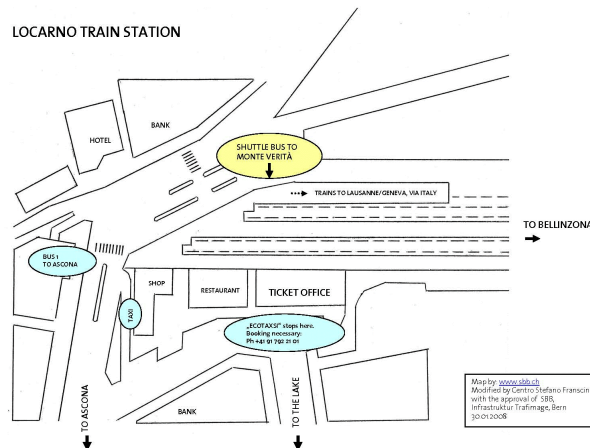 LOCARNO TRAIN STATION
BANK
HOTEL
SHUTTLE BUS TO
MONTE VERITÀ
TRAINS TO LAUSANNE/GENEVA, VIA ITALY
TO BELLINZONA
BUS 1
TO ASCONA
TAXI
SHOP
RESTAURANT
TICKET OFFICE
„ECOTAXSI" stops here.
Booking necessary:
Ph +41 91 792 21 01
TO ASCONA
BANK
TO THE LAKE
Map by: www.sbb.ch
Modified by Centro Stefano Franscin
with the approval of SBB,
Infrastruktur Trafimage, Bern
30.01.2008